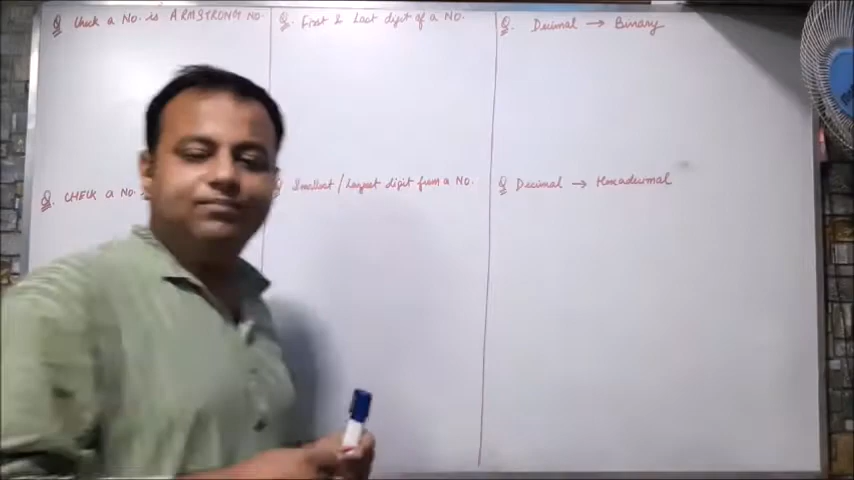 Q. Check a No. is ARMSTRONG No.
Q. First & Last digit of a No.
Q. Decimal → Binary
Q. CHECK a No.
Q. Smallest / Largest digit from a No.
Q. Decimal → Hexadecimal